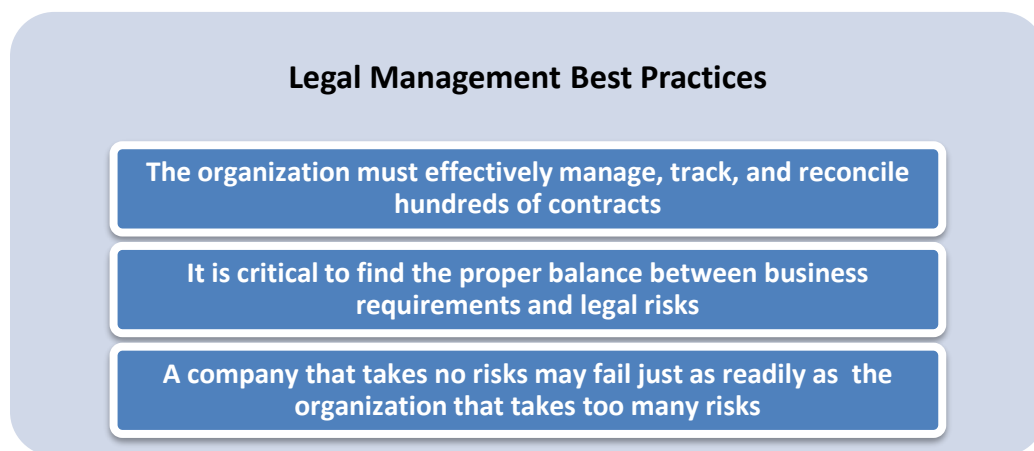 Legal Management Best Practices
The organization must effectively manage, track, and reconcile
hundreds of contracts
It is critical to find the proper balance between business
requirements and legal risks
A company that takes no risks may fail just as readily as  the
organization that takes too many risks